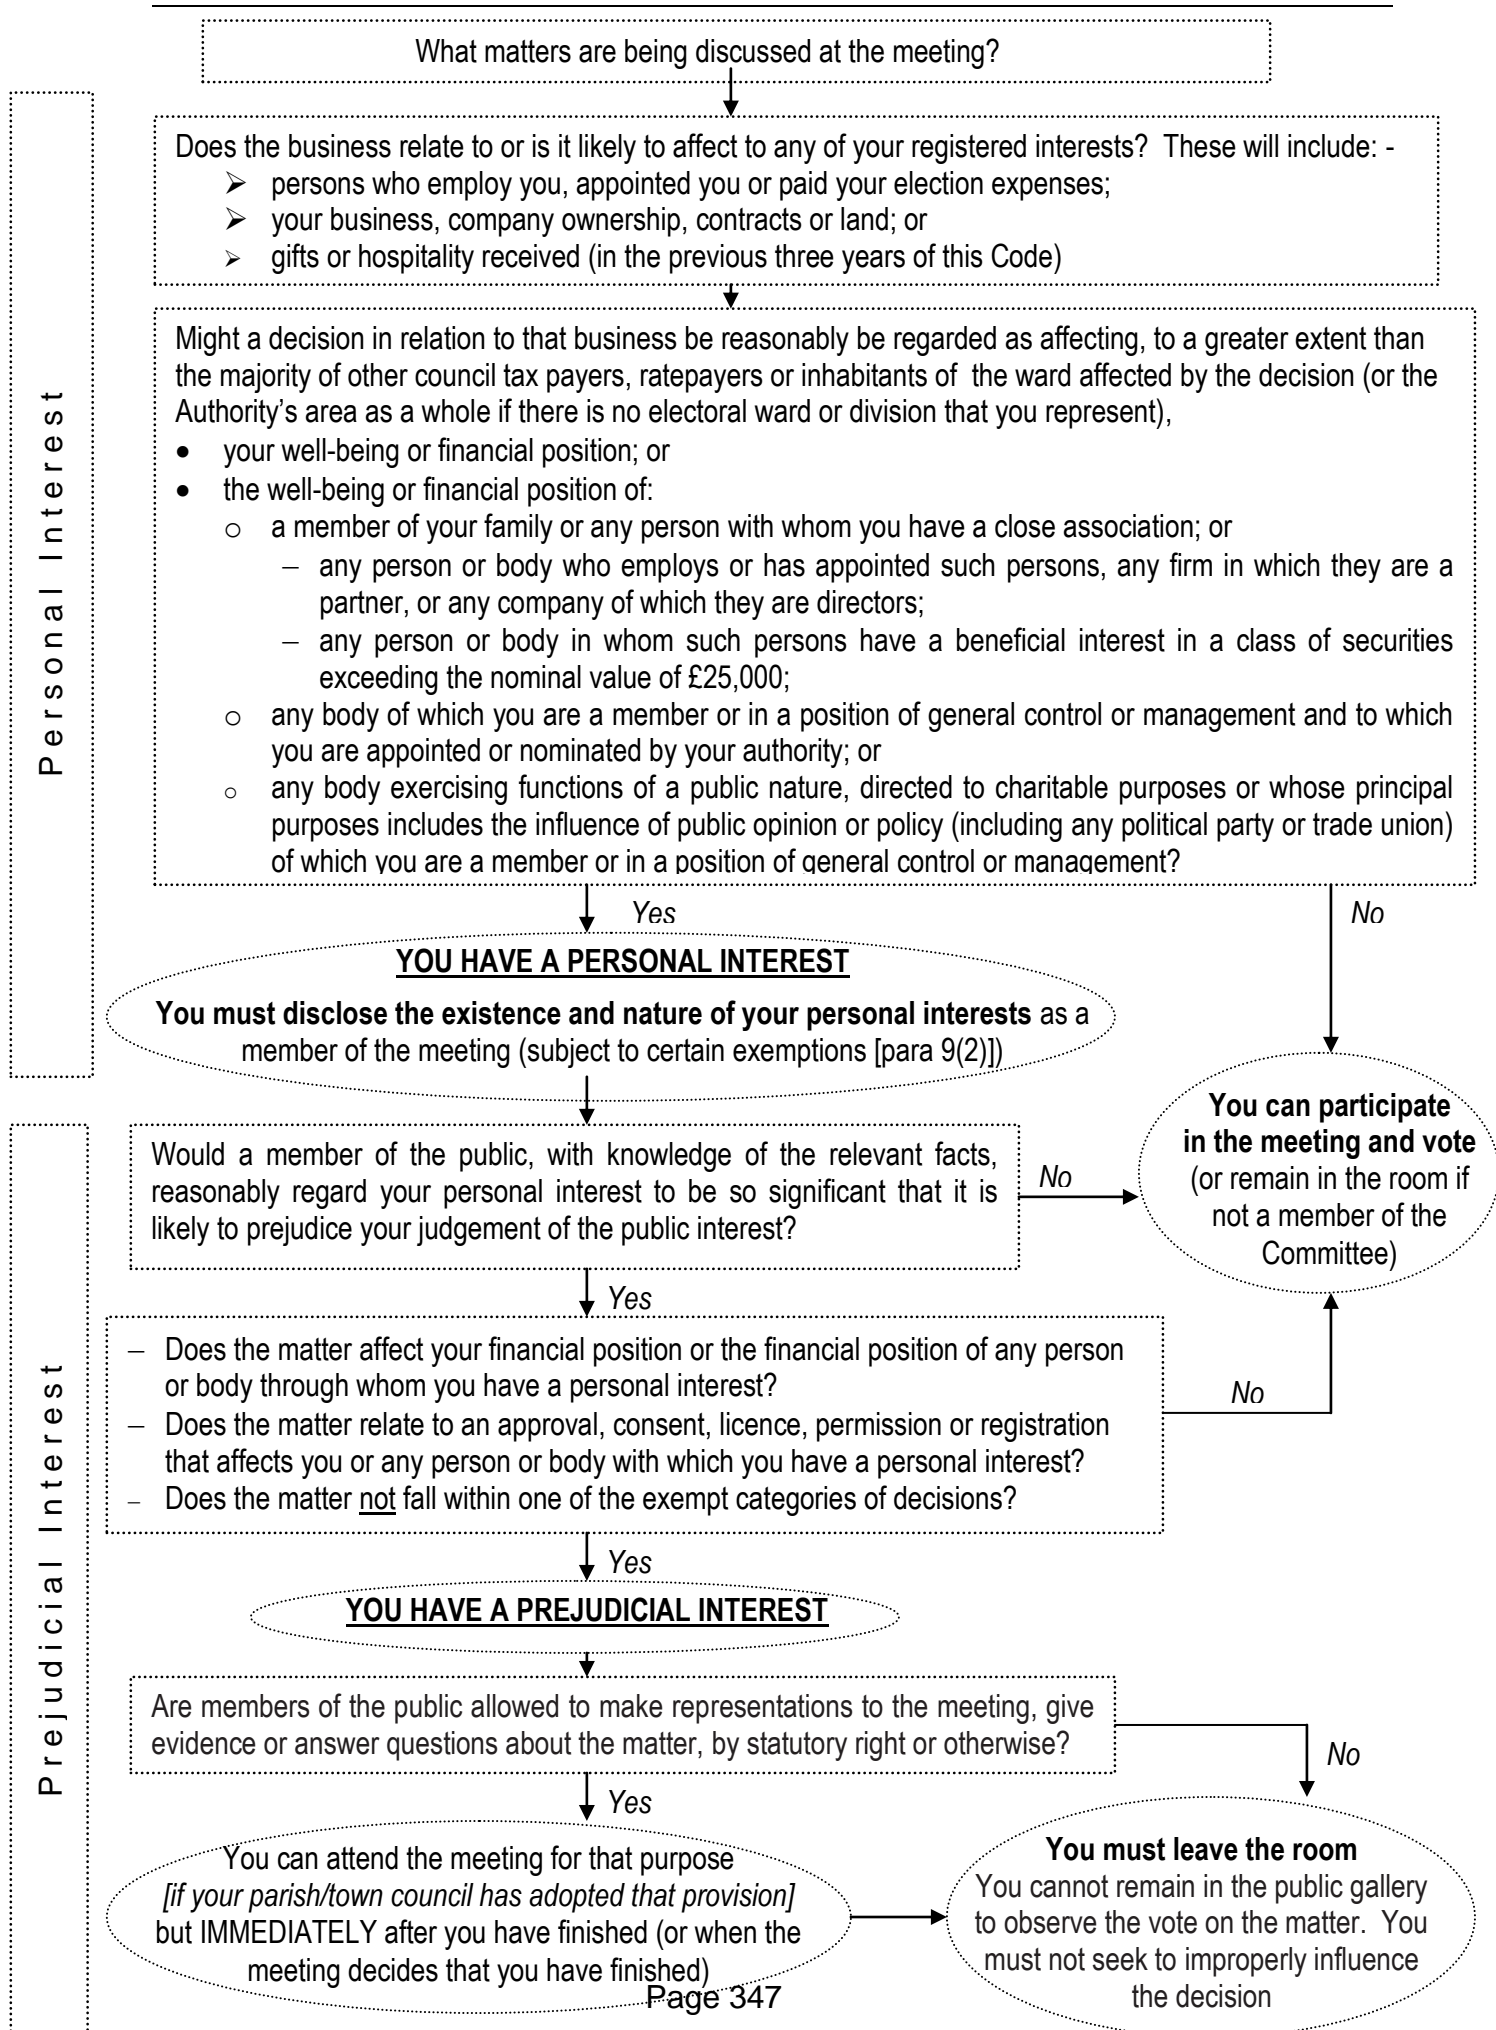 What matters are being discussed at the meeting?
Personal Interest
Does the business relate to or is it likely to affect to any of your registered interests? These will include: -
➢ persons who employ you, appointed you or paid your election expenses;
➢ your business, company ownership, contracts or land; or
➢ gifts or hospitality received (in the previous three years of this Code)
Might a decision in relation to that business be reasonably be regarded as affecting, to a greater extent than
the majority of other council tax payers, ratepayers or inhabitants of the ward affected by the decision (or the
Authority’s area as a whole if there is no electoral ward or division that you represent),
• your well-being or financial position; or
• the well-being or financial position of:
o a member of your family or any person with whom you have a close association; or
– any person or body who employs or has appointed such persons, any firm in which they are a
partner, or any company of which they are directors;
– any person or body in whom such persons have a beneficial interest in a class of securities
exceeding the nominal value of £25,000;
o any body of which you are a member or in a position of general control or management and to which
you are appointed or nominated by your authority; or
o any body exercising functions of a public nature, directed to charitable purposes or whose principal
purposes includes the influence of public opinion or policy (including any political party or trade union)
of which you are a member or in a position of general control or management?
Yes
No
YOU HAVE A PERSONAL INTEREST
You must disclose the existence and nature of your personal interests as a
member of the meeting (subject to certain exemptions [para 9(2)])
You can participate
in the meeting and vote
(or remain in the room if
not a member of the
Committee)
Prejudicial Interest
Would a member of the public, with knowledge of the relevant facts,
reasonably regard your personal interest to be so significant that it is
likely to prejudice your judgement of the public interest?
No
Yes
– Does the matter affect your financial position or the financial position of any person
or body through whom you have a personal interest?
– Does the matter relate to an approval, consent, licence, permission or registration
that affects you or any person or body with which you have a personal interest?
– Does the matter not fall within one of the exempt categories of decisions?
No
Yes
YOU HAVE A PREJUDICIAL INTEREST
Are members of the public allowed to make representations to the meeting, give
evidence or answer questions about the matter, by statutory right or otherwise?
No
Yes
You can attend the meeting for that purpose
[if your parish/town council has adopted that provision]
but IMMEDIATELY after you have finished (or when the
meeting decides that you have finished)
You must leave the room
You cannot remain in the public gallery
to observe the vote on the matter. You
must not seek to improperly influence
the decision
Page 347